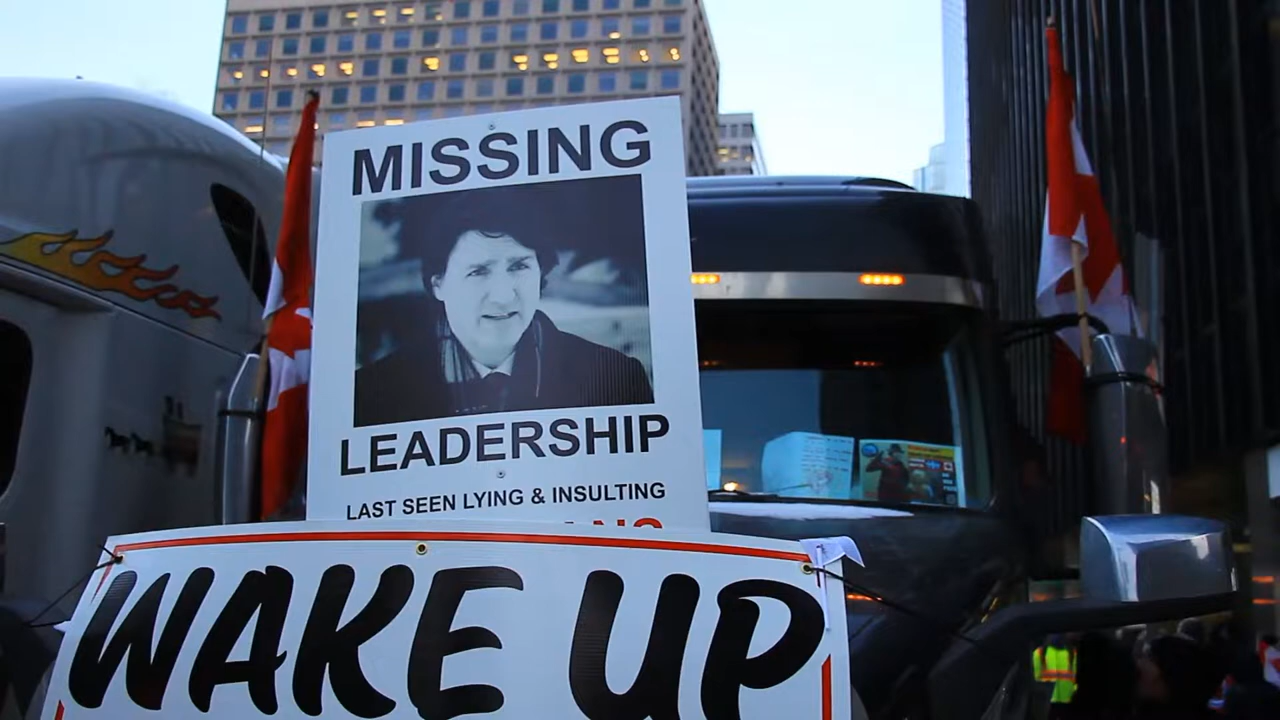 MISSING
LEADERSHIP
LAST SEEN LYING & INSULTING
WAKE UP